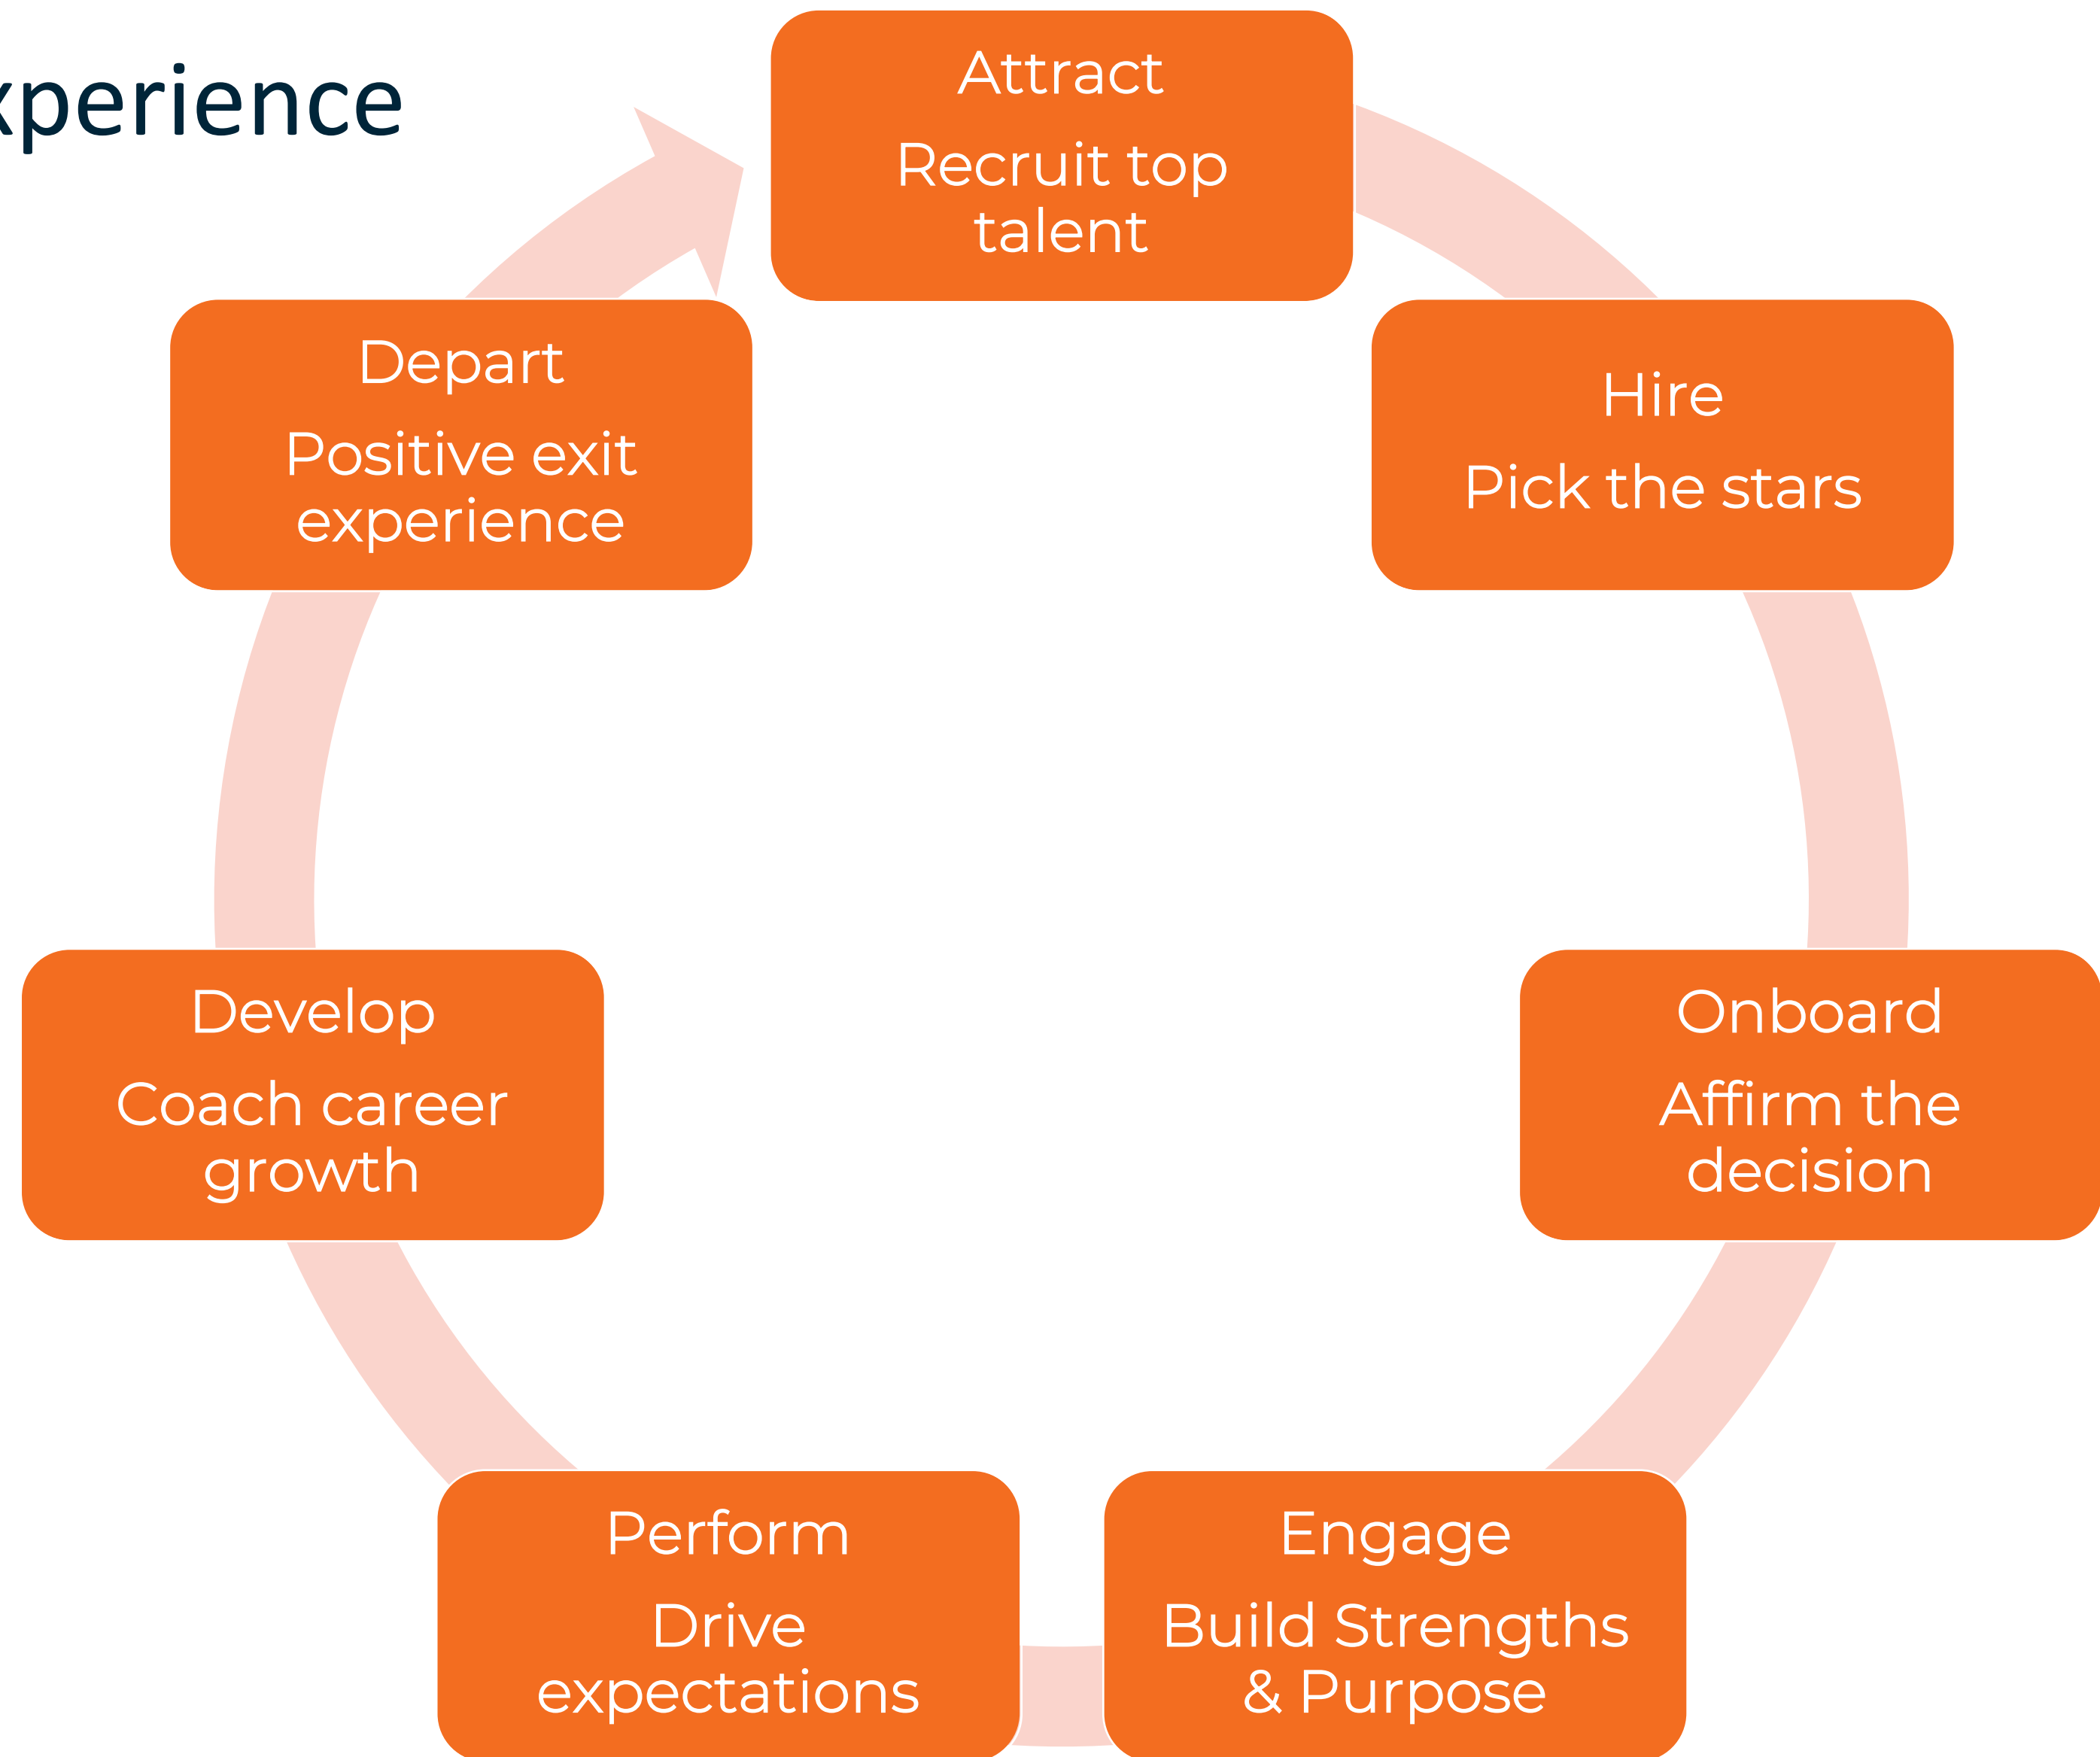 xperience
Attract
Recruit top
talent
Hire
Pick the stars
Onboard
Affirm the
decision
Engage
Build Strengths
& Purpose
Perform
Drive
expectations
Develop
Coach career
growth
Depart
Positive exit
experience